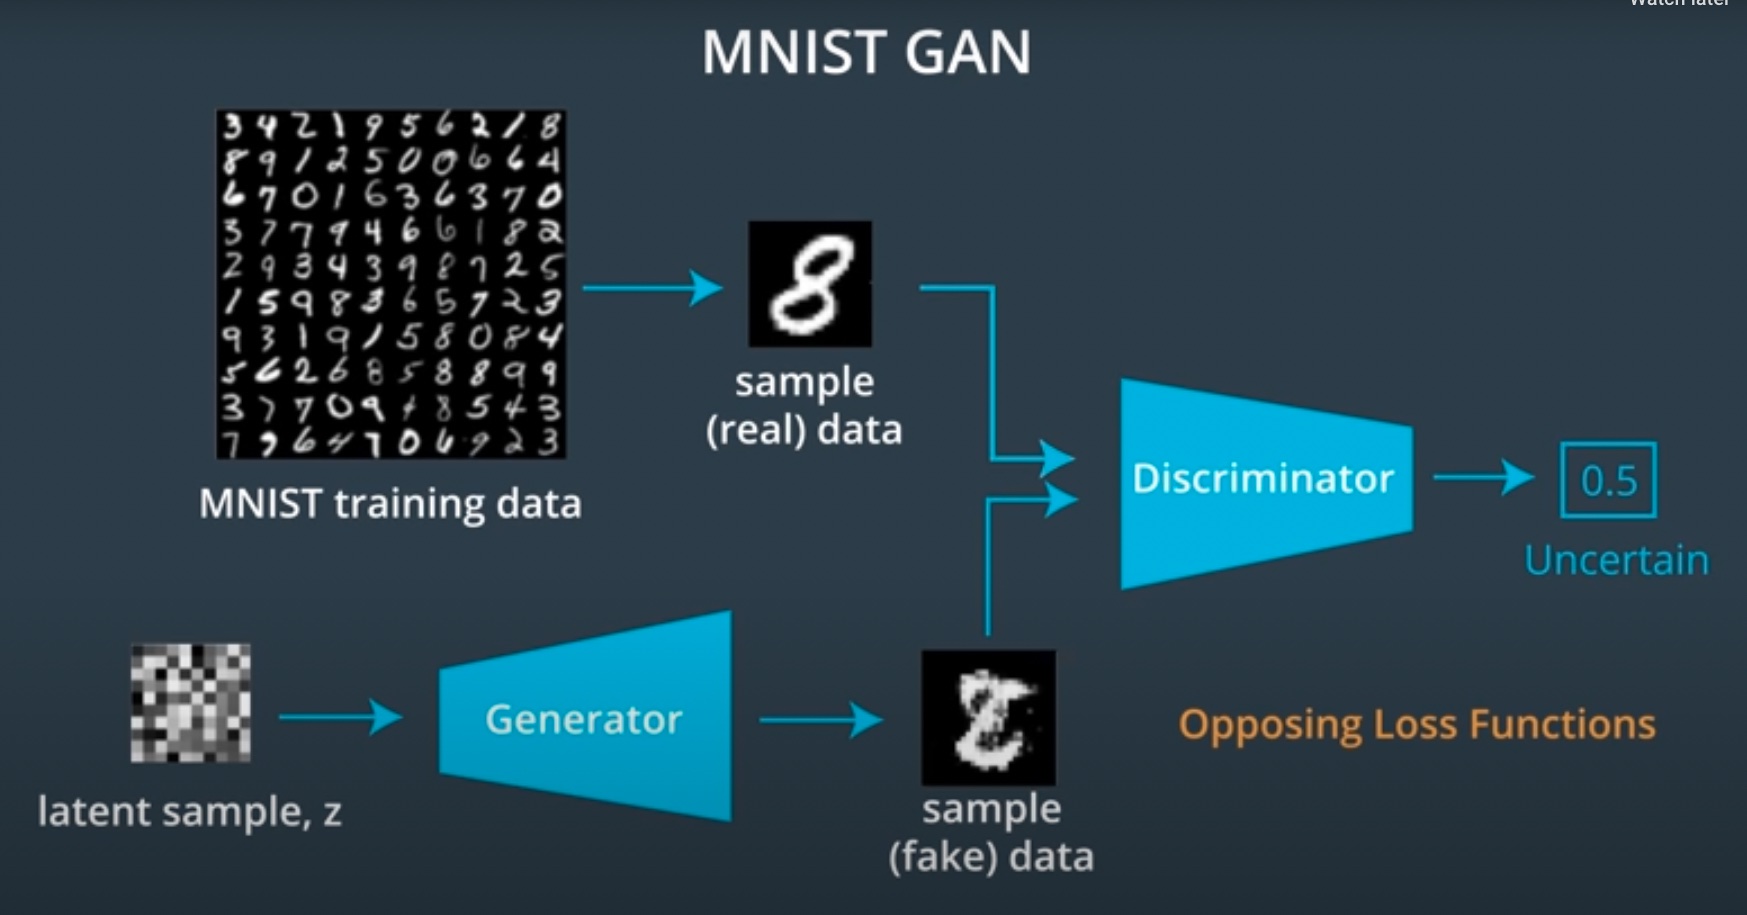 Watch later
MNIST GAN
3 4 2 1 9 5 6 2 1 8
8 9 1 2 5 0 0 6 6 4
6 7 0 1 6 3 6 3 7 0
3 7 7 9 4 6 6 1 8 2
2 9 3 4 3 9 8 7 2 5
1 5 9 8 3 6 5 7 2 3
9 3 1 9 1 5 8 0 8 4
5 6 2 6 8 5 8 8 9 9
3 7 7 0 9 4 8 5 4 3
7 9 6 4 7 0 6 9 2 3
MNIST training data
8
sample
(real) data
Discriminator
0.5
Uncertain
Generator
latent sample, z
sample
(fake) data
Opposing Loss Functions